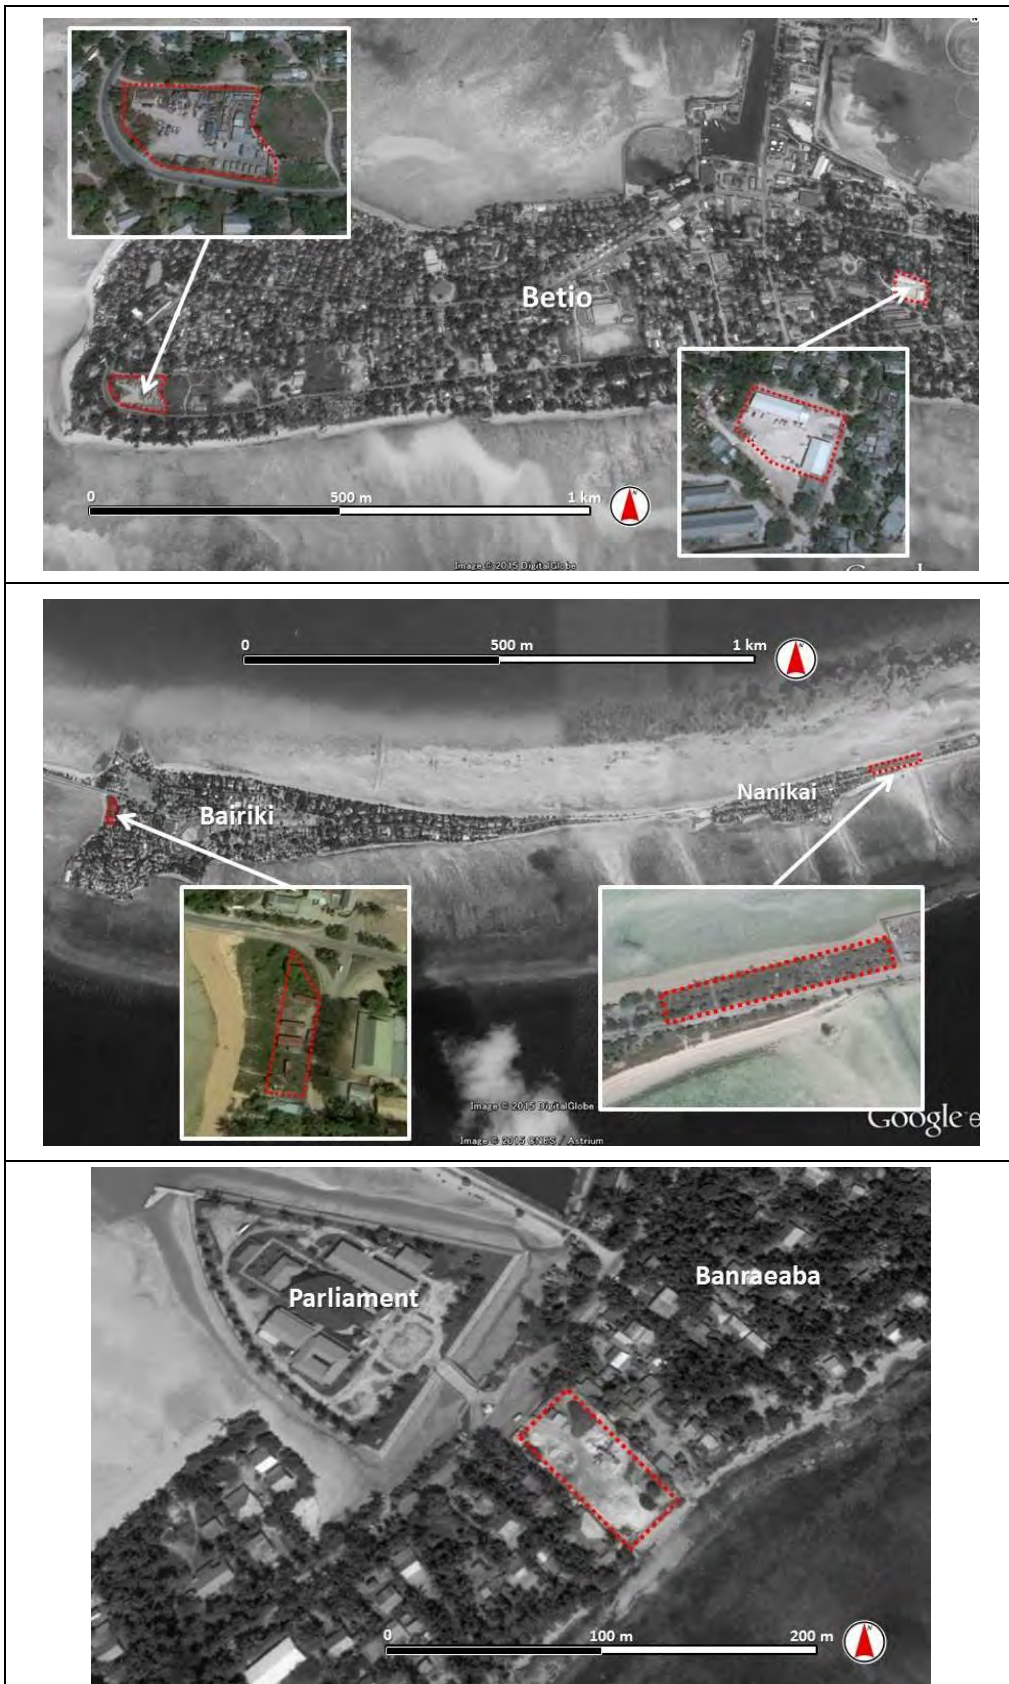 N
Betio
0 500 m 1 km
N
Image © 2015 DigitalGlobe
0 500 m 1 km
N
Nanikai
Bairiki
Image © 2015 DigitalGlobe
Google e
Image © 2015 CNES / Astrium
Banraeaba
Parliament
0 100 m 200 m
N